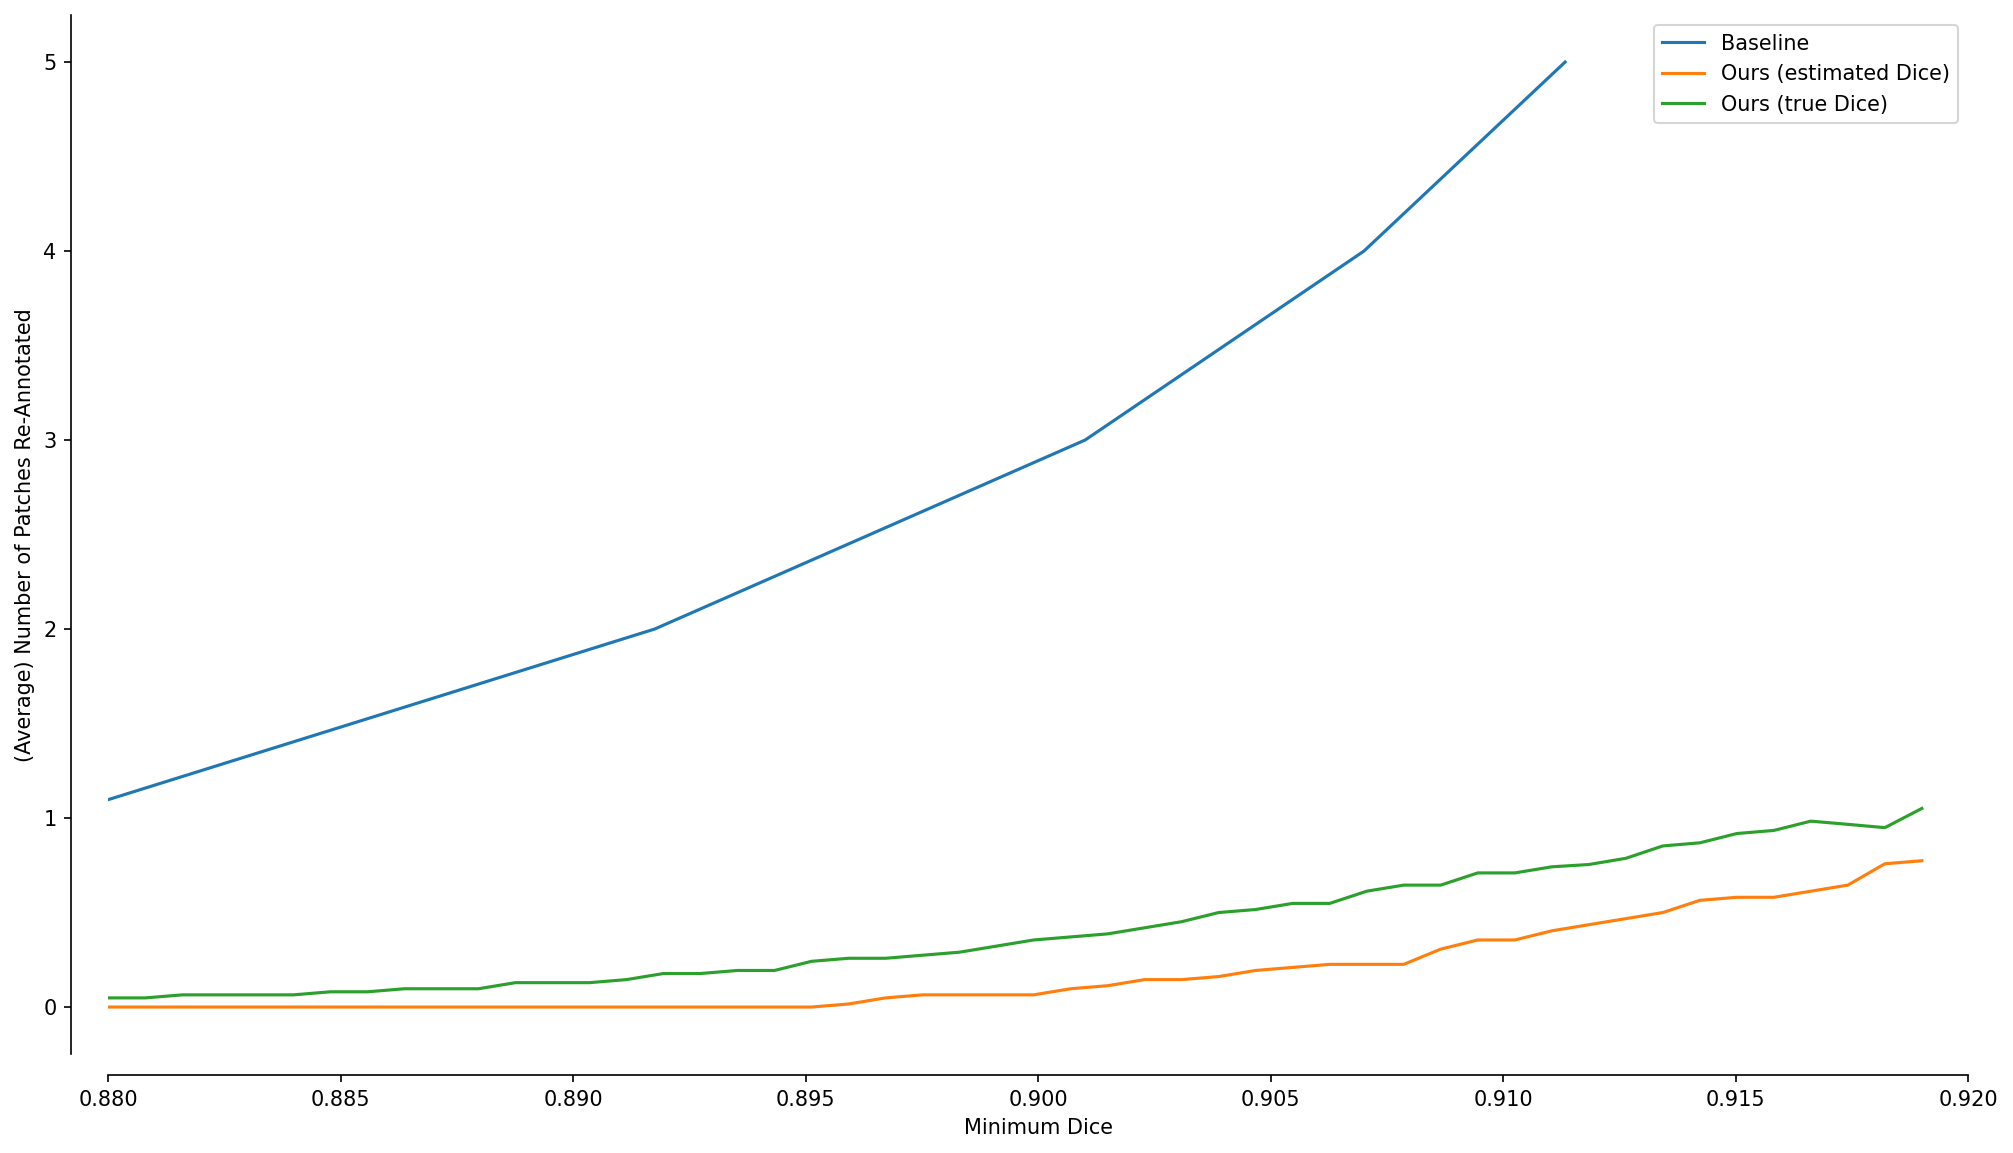 Baseline
Ours (estimated Dice)
Ours (true Dice)
(Average) Number of Patches Re-Annotated
5
4
3
2
1
0
0.880 0.885 0.890 0.895 0.900 0.905 0.910 0.915 0.920
Minimum Dice